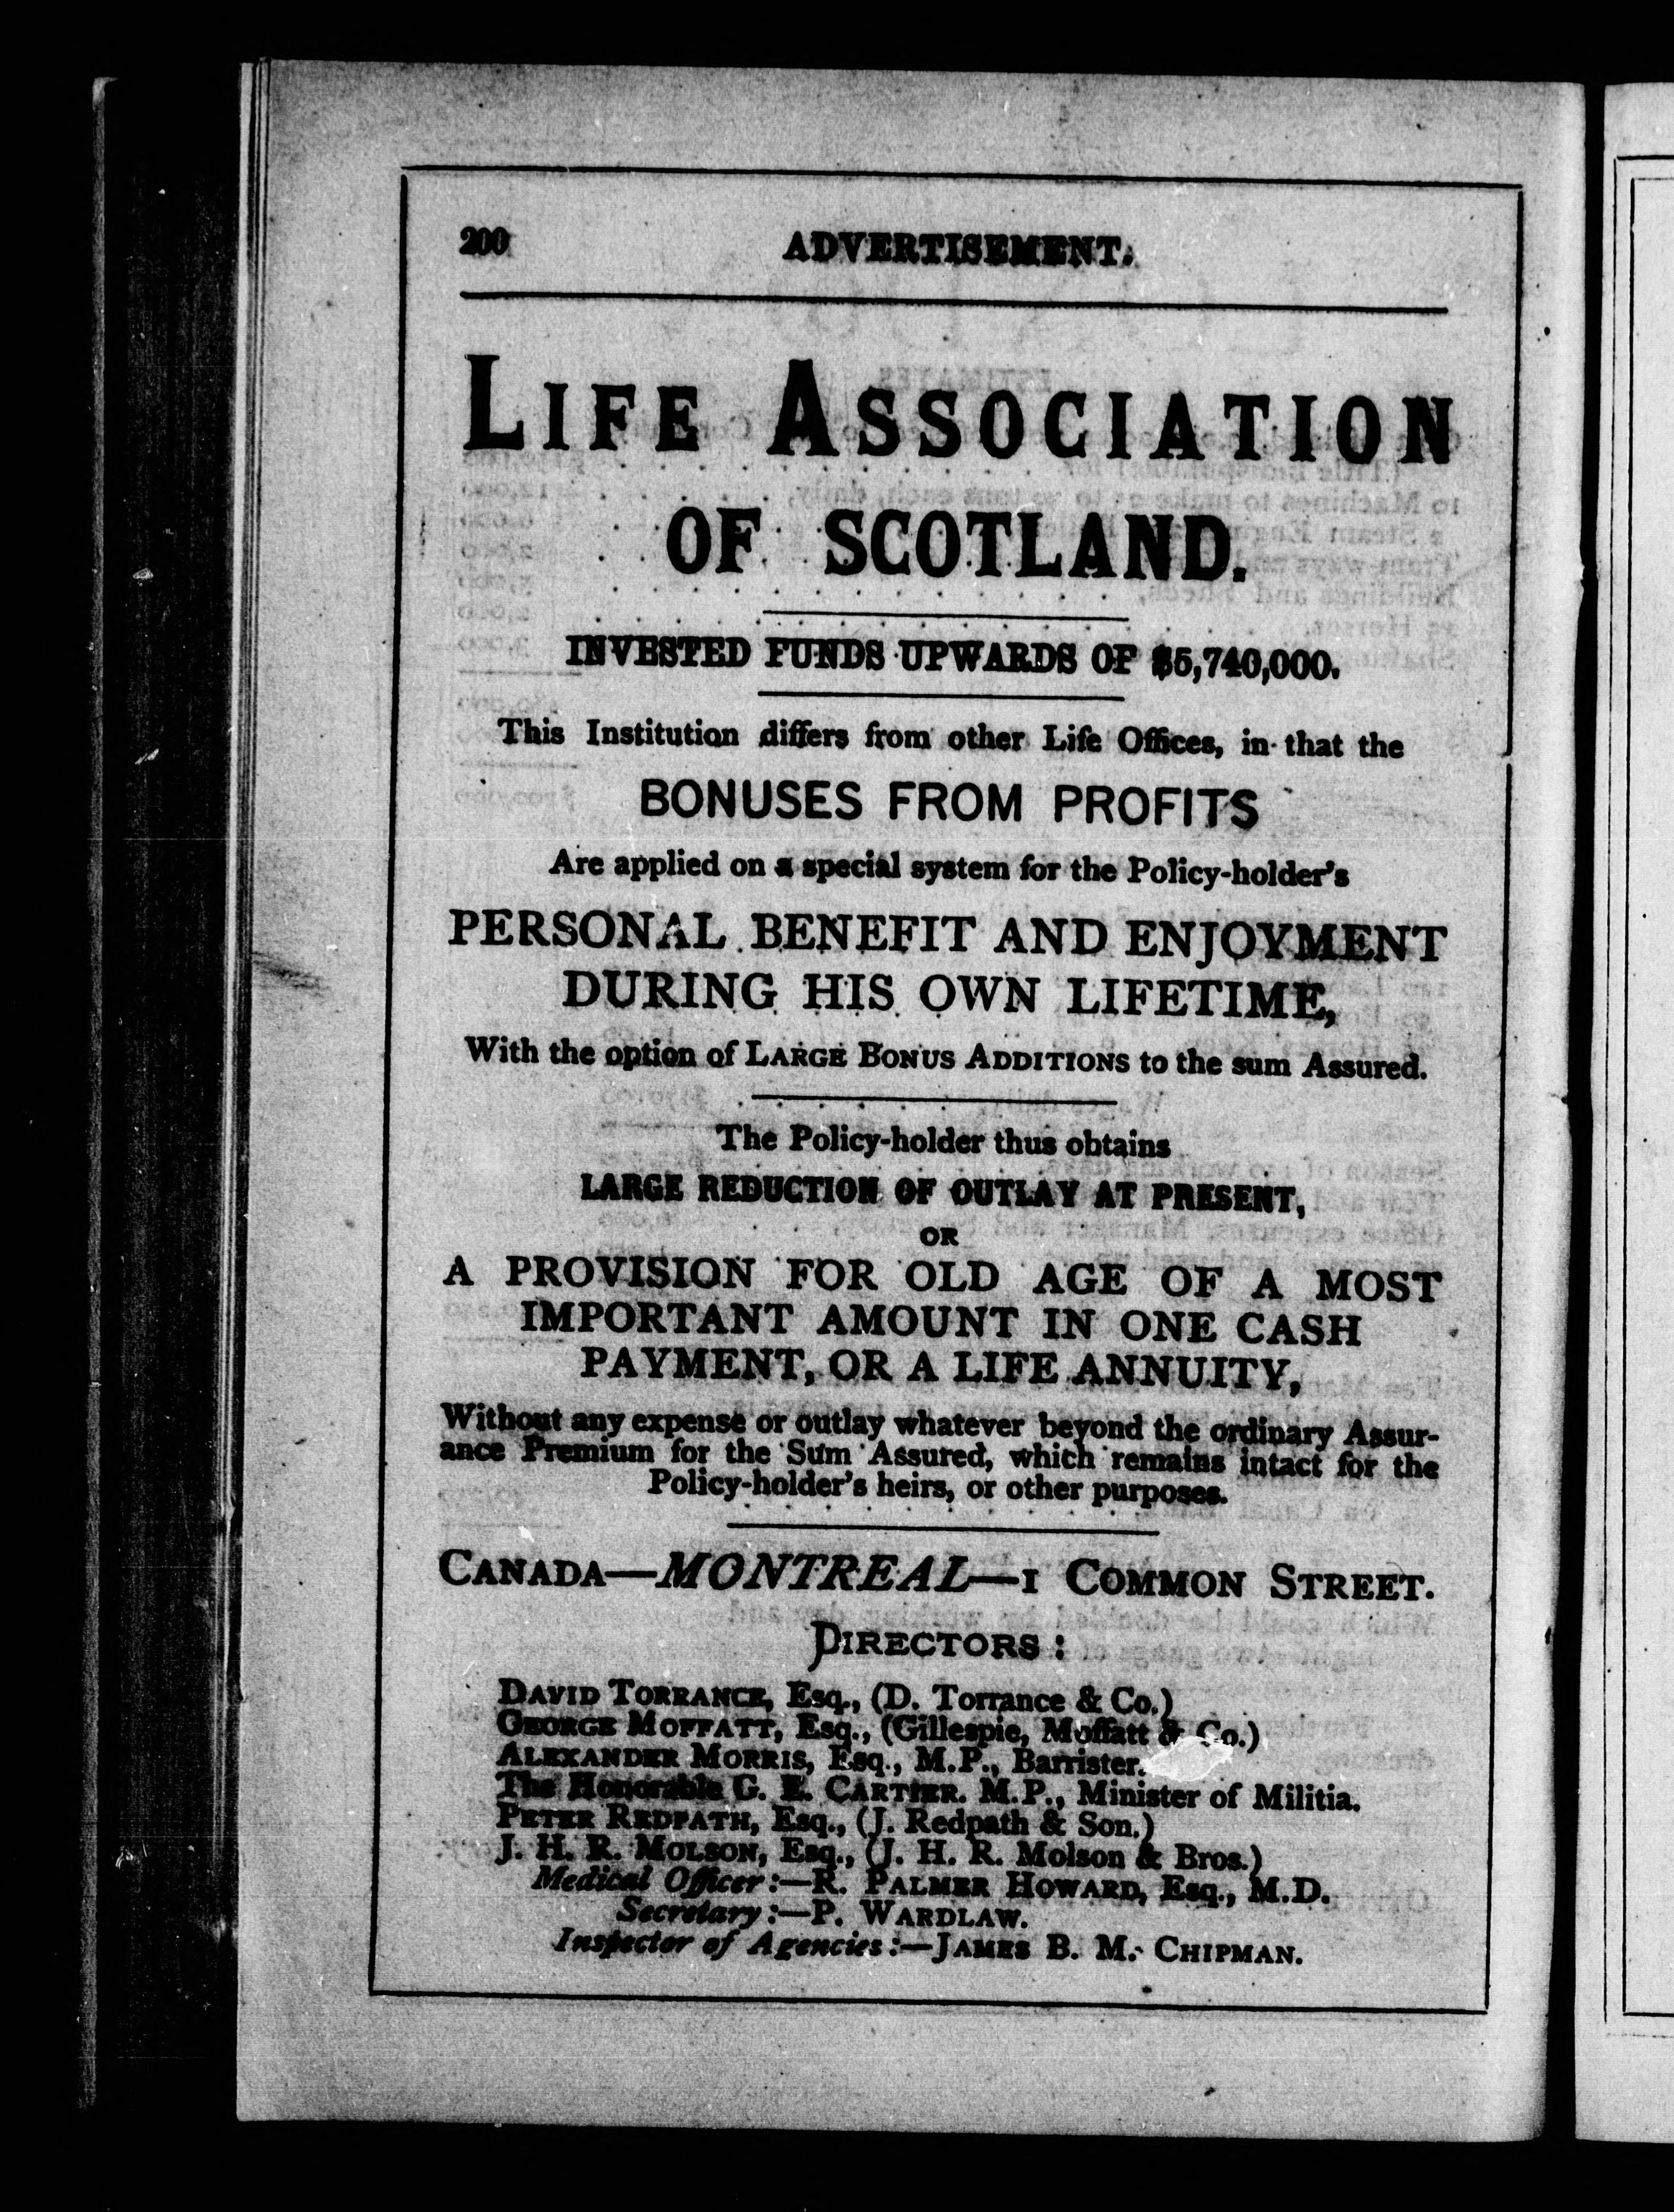 200 ADVERTISEMENT.
LIFE ASSOCIATION
OF SCOTLAND.
INVESTED FUNDS UPWARDS OF $5,740,000.
This Institution differs from other Life Offices, in that the
BONUSES FROM PROFITS
Are applied on a special system for the Policy-holder's
PERSONAL BENEFIT AND ENJOYMENT
DURING HIS OWN LIFETIME,
With the option of LARGE BONUS ADDITIONS to the sum Assured.
The Policy-holder thus obtains
LARGE REDUCTION OF OUTLAY AT PRESENT,
OR
A PROVISION FOR OLD AGE OF A MOST
IMPORTANT AMOUNT IN ONE CASH
PAYMENT, OR A LIFE ANNUITY,
Without any expense or outlay whatever beyond the ordinary Assur-
ance Premium for the Sum Assured, which remains intact for the
Policy-holder's heirs, or other purposes.
CANADA—MONTREAL—1 COMMON STREET.
DIRECTORS:
DAVID TORRANCE, Esq., (D. Torrance & Co.)
GEORGE MOFFATT, Esq., (Gillespie, Moffatt & Co.)
ALEXANDER MORRIS, Esq., M.P., Barrister.
The Honorable G. E. CARTIER. M.P., Minister of Militia.
PETER REDPATH, Esq., (J. Redpath & Son.)
J. H. R. MOLSON, Esq., (J. H. R. Molson & Bros.)
Medical Officer:—R. PALMER HOWARD, Esq., M.D.
Secretary:—P. WARDLAW.
Inspector of Agencies:—JAMES B. M. CHIPMAN.